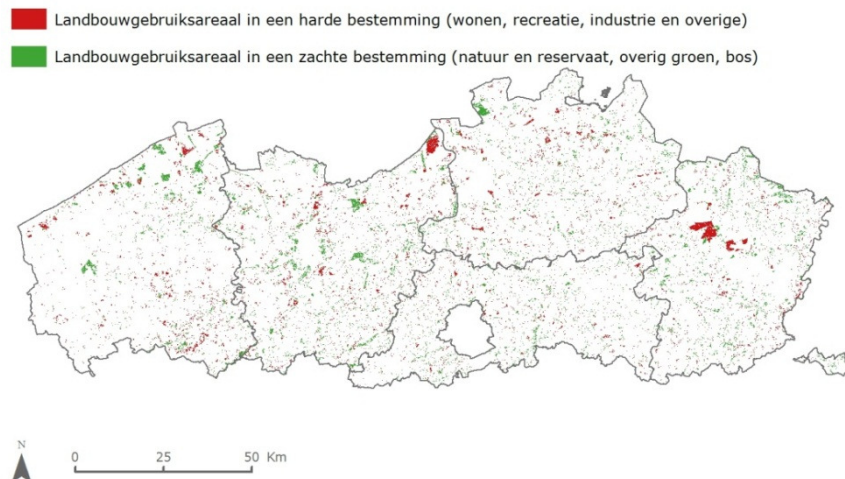 Landbouwgebruiksareaal in een harde bestemming (wonen, recreatie, industrie en overige)
Landbouwgebruiksareaal in een zachte bestemming (natuur en reservaat, overig groen, bos)
N
0 25 50 Km